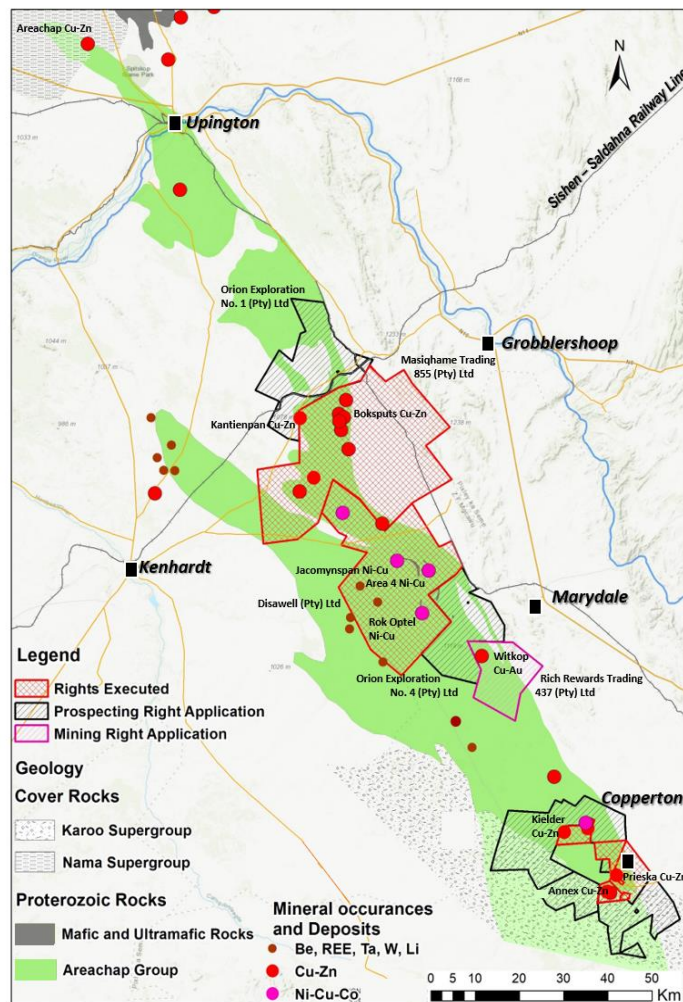 Areachap Cu-Zn
N
Upington
Sishen – Saldahna Railway Line
Orion Exploration
No. 1 (Pty) Ltd
Grobblershoop
Masiqhame Trading
855 (Pty) Ltd
Kantienpan Cu-Zn
Boksputs Cu-Zn
Kenhardt
Jacomynspan Ni-Cu
Area 4 Ni-Cu
Marydale
Disawell (Pty) Ltd
Rok Optel
Ni-Cu
Witkop
Cu-Au
Orion Exploration
No. 4 (Pty) Ltd
Rich Rewards Trading
437 (Pty) Ltd
Copperton
Kielder
Cu-Zn
Prieska Cu-Zn
Annex Cu-Zn
Legend
Rights Executed
Prospecting Right Application
Mining Right Application
Geology
Cover Rocks
Karoo Supergroup
Nama Supergroup
Proterozoic Rocks
Mafic and Ultramafic Rocks
Areachap Group
Mineral occurances
and Deposits
Be, REE, Ta, W, Li
Cu-Zn
Ni-Cu-Co
0 5 10 20 30 40 50
Km